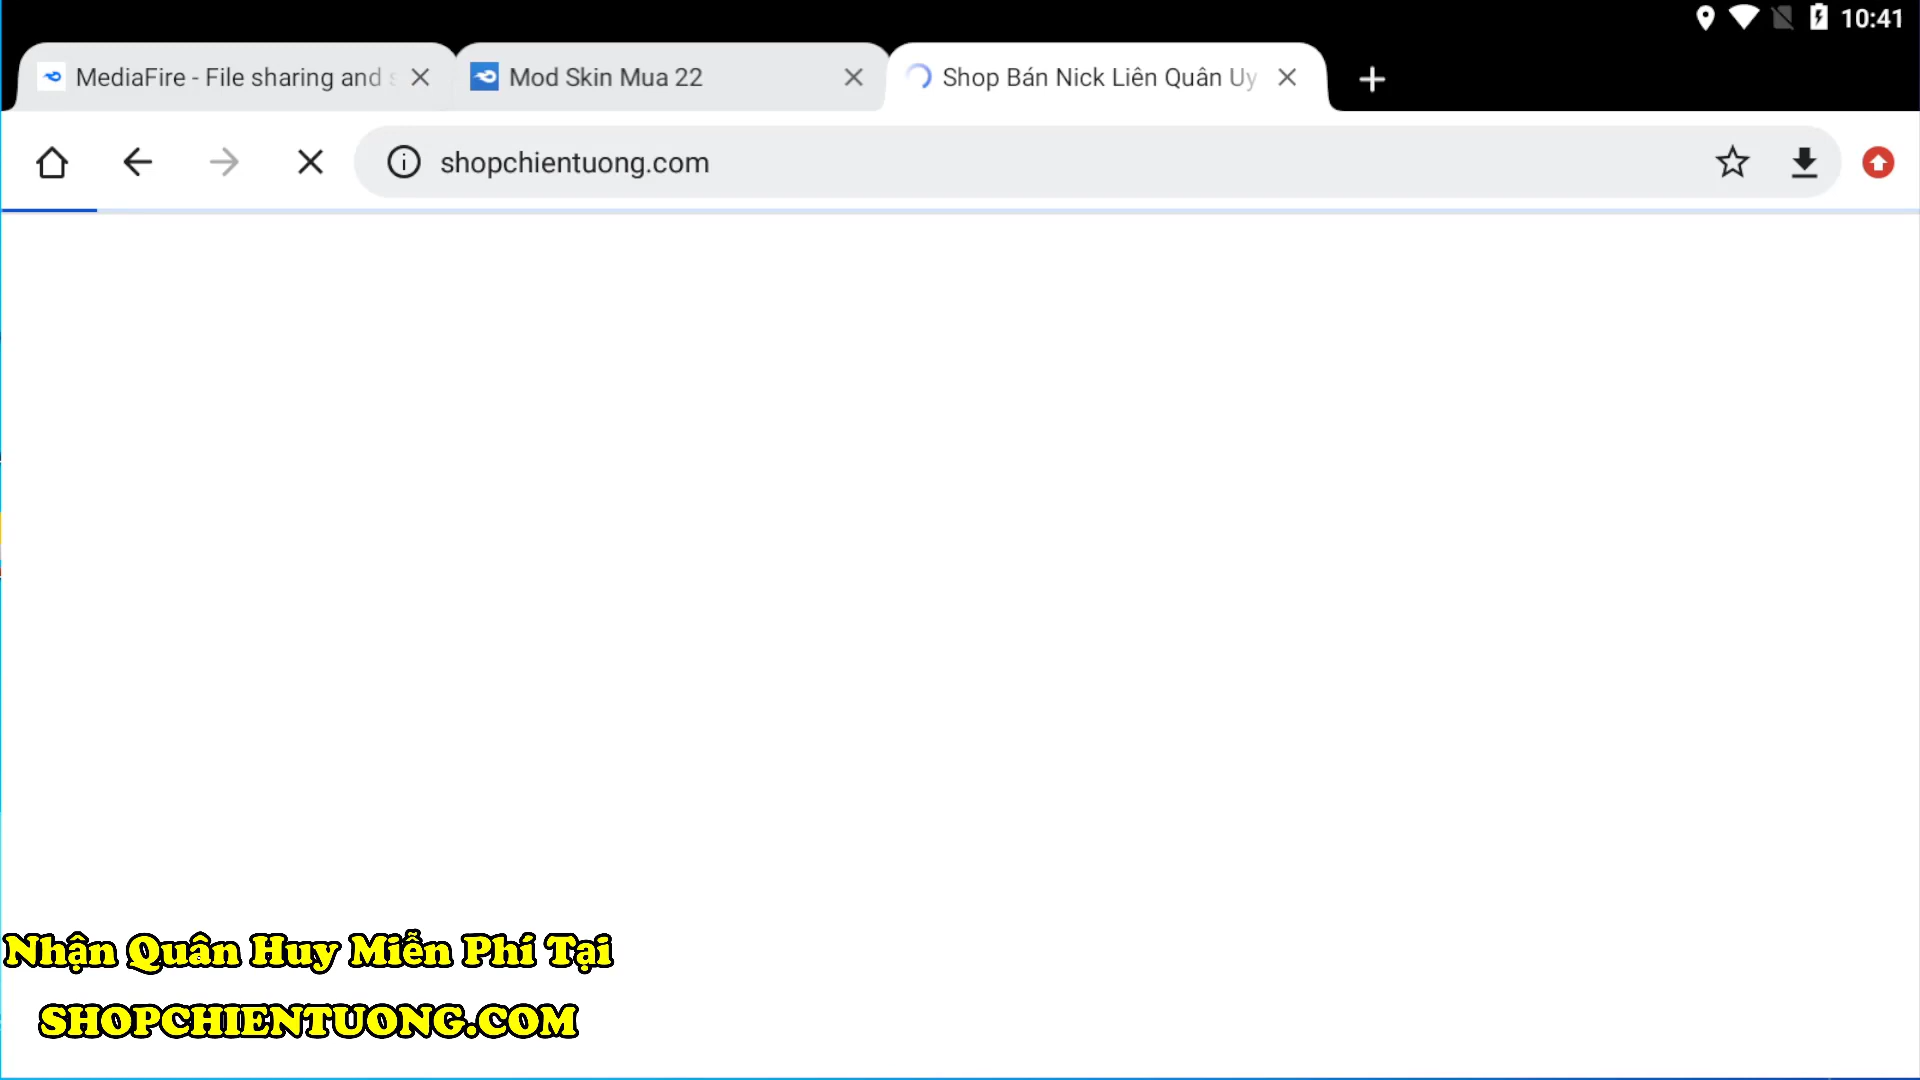 10:41
MediaFire - File sharing and s
Mod Skin Mua 22
Shop Bán Nick Liên Quân Uy
shopchientuong.com
Nhận Quân Huy Miễn Phí Tại
SHOPCHIENTUONG.COM